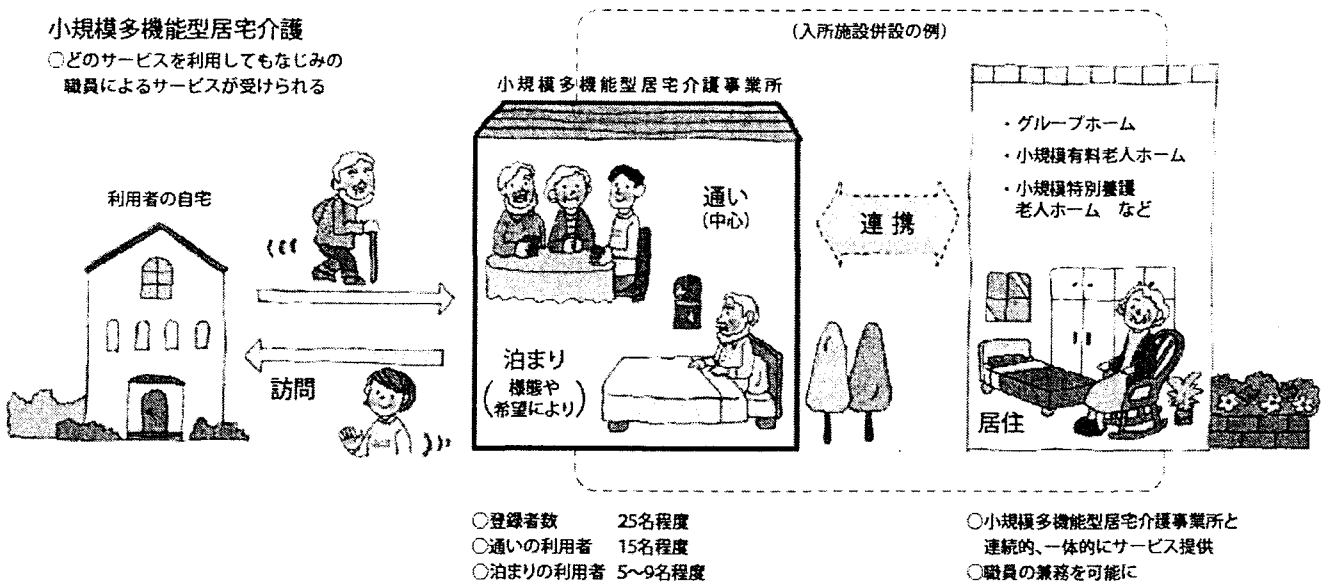 小規模多機能型居宅介護
○どのサービスを利用してもなじみの
職員によるサービスが受けられる
(入所施設併設の例)
小規模多機能型居宅介護事業所
利用者の自宅
訪問
通い
(中心)
泊まり
(様態や
希望により)
連携
・グループホーム
・小規模有料老人ホーム
・小規模特別養護
老人ホーム など
居住
○登録者数 25名程度
○通いの利用者 15名程度
○泊まりの利用者 5～9名程度
○小規模多機能型居宅介護事業所と
連続的、一体的にサービス提供
○職員の兼務を可能に